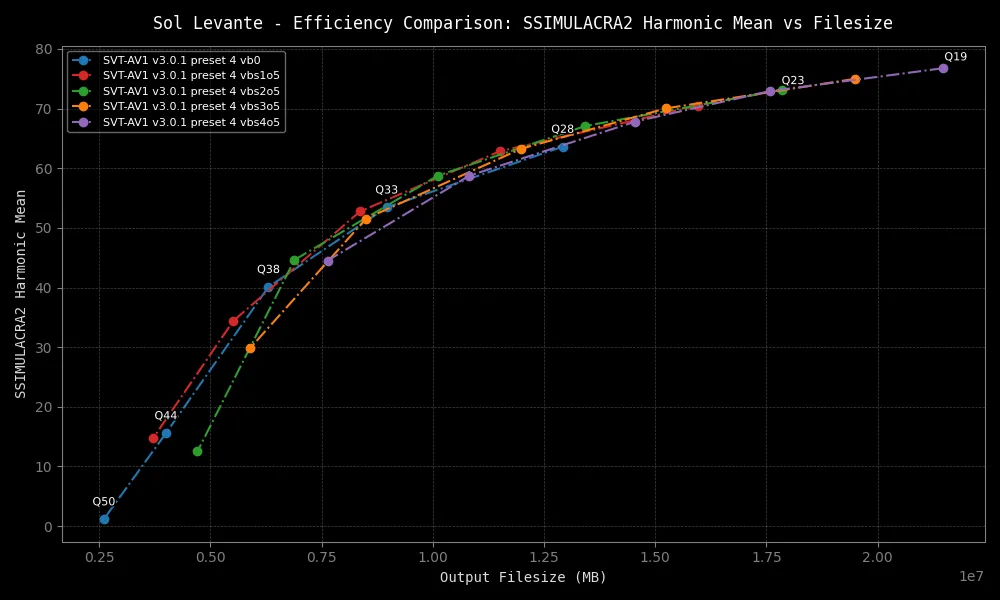 Sol Levante - Efficiency Comparison: SSIMULACRA2 Harmonic Mean vs Filesize
SVT-AV1 v3.0.1 preset 4 vb0
SVT-AV1 v3.0.1 preset 4 vbs1o5
SVT-AV1 v3.0.1 preset 4 vbs2o5
SVT-AV1 v3.0.1 preset 4 vbs3o5
SVT-AV1 v3.0.1 preset 4 vbs4o5
SSIMULACRA2 Harmonic Mean
80
70
60
50
40
30
20
10
0
Q19
Q23
Q28
Q33
Q38
Q44
Q50
0.25 0.50 0.75 1.00 1.25 1.50 1.75 2.00
1e7
Output Filesize (MB)